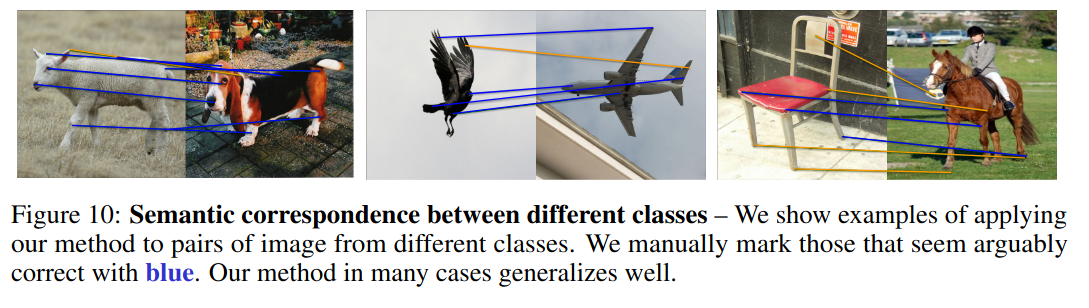 Figure 10: Semantic correspondence between different classes – We show examples of applying
our method to pairs of image from different classes. We manually mark those that seem arguably
correct with blue. Our method in many cases generalizes well.